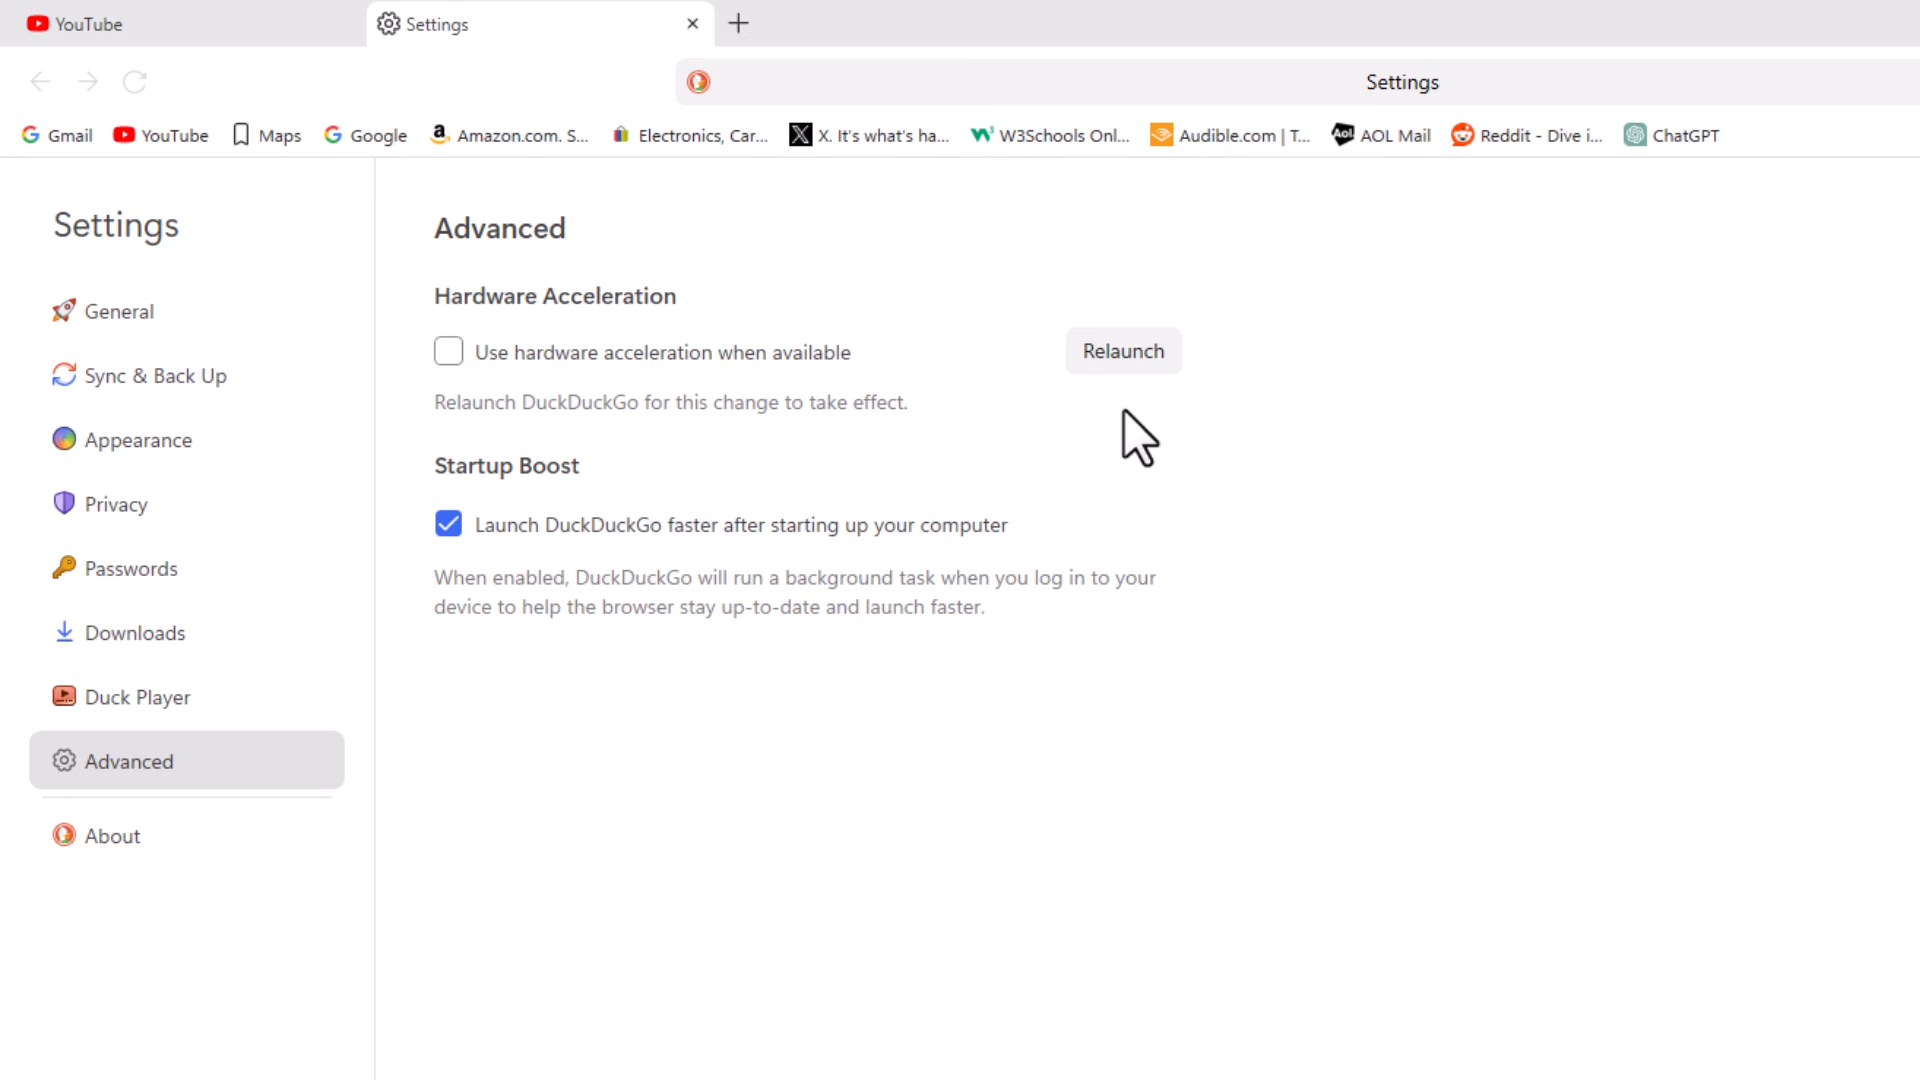 YouTube
Settings
Settings
Gmail
YouTube
Maps
Google
Amazon.com. S...
Electronics, Car...
X. It's what's ha...
W3Schools Onl...
Audible.com | T...
AOL Mail
Reddit - Dive i...
ChatGPT
Settings
General
Sync & Back Up
Appearance
Privacy
Passwords
Downloads
Duck Player
Advanced
About
Advanced
Hardware Acceleration
Use hardware acceleration when available
Relaunch
Relaunch DuckDuckGo for this change to take effect.
Startup Boost
Launch DuckDuckGo faster after starting up your computer
When enabled, DuckDuckGo will run a background task when you log in to your
device to help the browser stay up-to-date and launch faster.